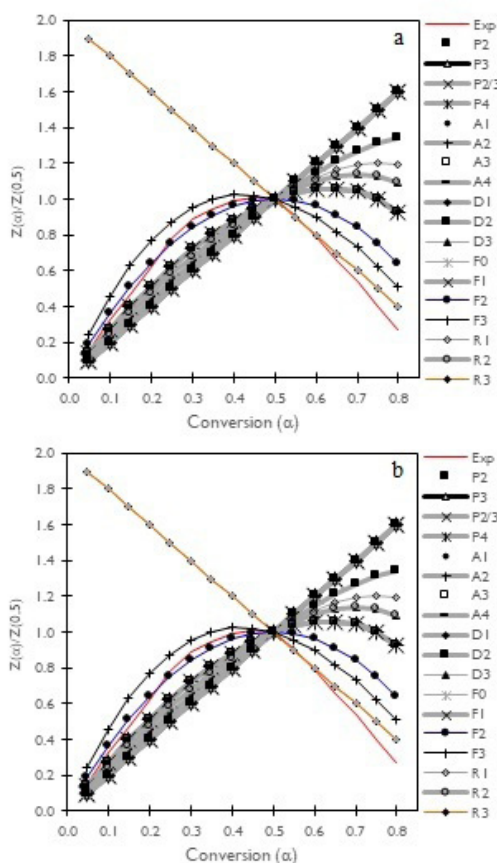 a
2.0
1.8
1.6
1.4
1.2
1.0
0.8
0.6
0.4
0.2
0.0
Z(α)/Z(0.5)
0.0 0.1 0.2 0.3 0.4 0.5 0.6 0.7 0.8
Conversion (α)
Exp
P2
P3
P2/3
P4
A1
A2
A3
A4
D1
D2
D3
F0
F1
F2
F3
R1
R2
R3
b
2.0
1.8
1.6
1.4
1.2
1.0
0.8
0.6
0.4
0.2
0.0
Z(α)/Z(0.5)
0.0 0.1 0.2 0.3 0.4 0.5 0.6 0.7 0.8
Conversion (α)
Exp
P2
P3
P2/3
P4
A1
A2
A3
A4
D1
D2
D3
F0
F1
F2
F3
R1
R2
R3